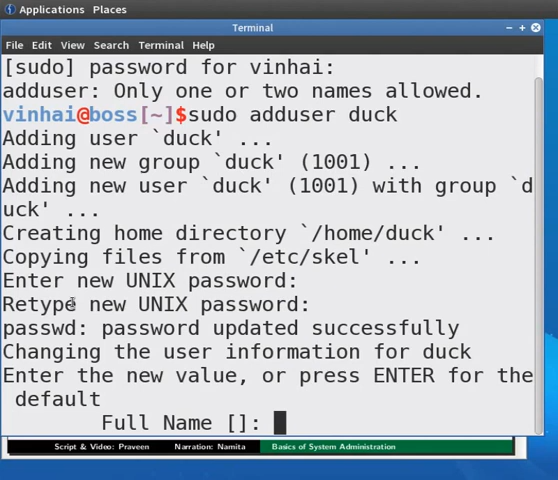 Applications Places
Terminal
File Edit View Search Terminal Help
[sudo] password for vinhai:
adduser: Only one or two names allowed.
vinhai@boss[~]$sudo adduser duck
Adding user `duck' ...
Adding new group `duck' (1001) ...
Adding new user `duck' (1001) with group `d
uck' ...
Creating home directory `/home/duck' ...
Copying files from `/etc/skel' ...
Enter new UNIX password:
Retype new UNIX password:
passwd: password updated successfully
Changing the user information for duck
Enter the new value, or press ENTER for the
 default
        Full Name []:
Script & Video: Praveen Narration: Namita Basics of System Administration